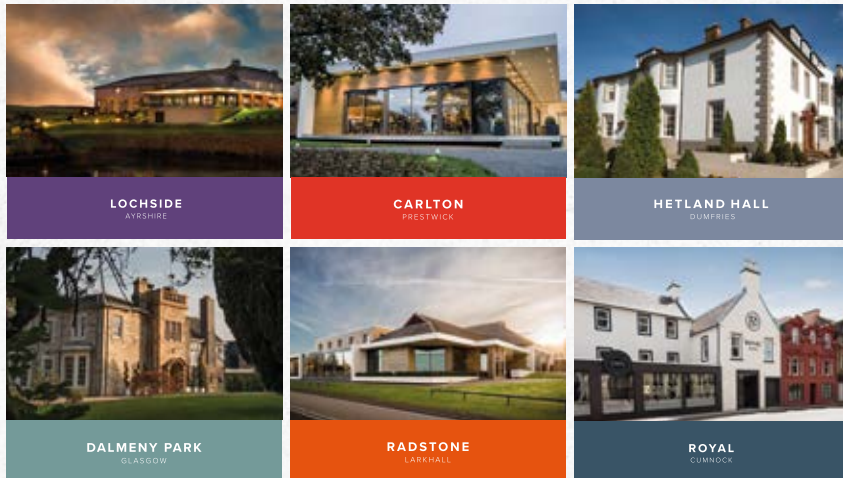 LOCHSIDE
AYRSHIRE
CARLTON
PRESTWICK
HETLAND HALL
DUMFRIES
DALMENY PARK
GLASGOW
RADSTONE
LARKHALL
ROYAL
CUMNOCK